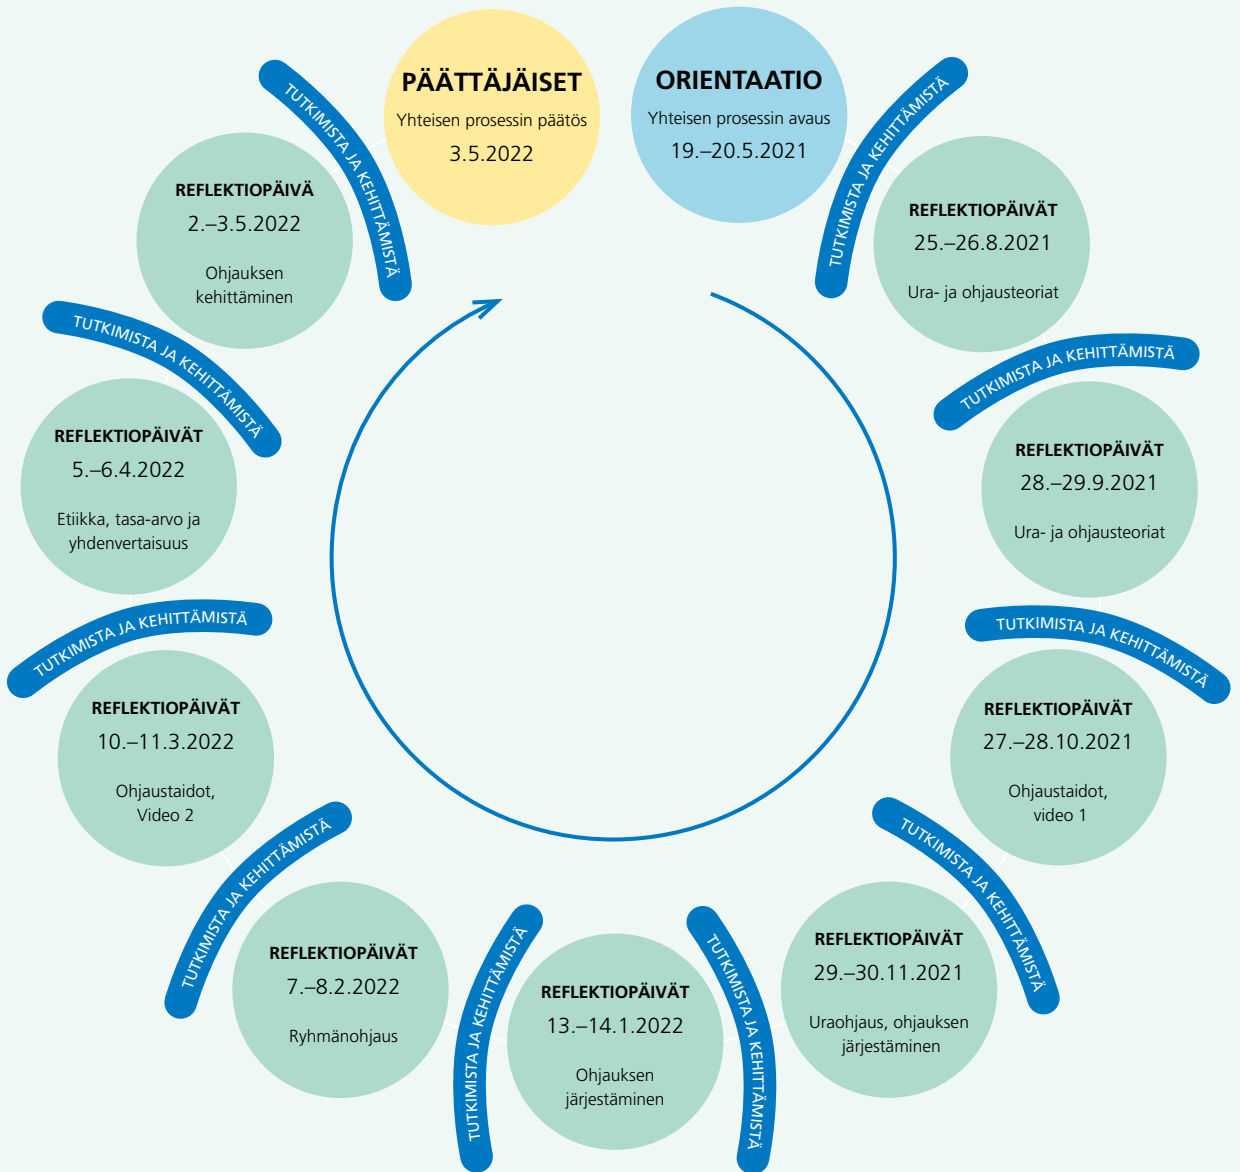 ORIENTAATIO
Yhteisen prosessin avaus
19.–20.5.2021
TUTKIMISTA JA KEHITTÄMISTÄ
REFLEKTIOPÄIVÄT
25.–26.8.2021
Ura- ja ohjausteoriat
TUTKIMISTA JA KEHITTÄMISTÄ
REFLEKTIOPÄIVÄT
28.–29.9.2021
Ura- ja ohjausteoriat
TUTKIMISTA JA KEHITTÄMISTÄ
REFLEKTIOPÄIVÄT
27.–28.10.2021
Ohjaustaidot,
video 1
TUTKIMISTA JA KEHITTÄMISTÄ
REFLEKTIOPÄIVÄT
29.–30.11.2021
Uraohjaus, ohjauksen
järjestäminen
TUTKIMISTA JA KEHITTÄMISTÄ
REFLEKTIOPÄIVÄT
13.–14.1.2022
Ohjauksen
järjestäminen
TUTKIMISTA JA KEHITTÄMISTÄ
REFLEKTIOPÄIVÄT
7.–8.2.2022
Ryhmänohjaus
TUTKIMISTA JA KEHITTÄMISTÄ
REFLEKTIOPÄIVÄT
10.–11.3.2022
Ohjaustaidot,
Video 2
TUTKIMISTA JA KEHITTÄMISTÄ
REFLEKTIOPÄIVÄT
5.–6.4.2022
Etiikka, tasa-arvo ja
yhdenvertaisuus
TUTKIMISTA JA KEHITTÄMISTÄ
REFLEKTIOPÄIVÄ
2.–3.5.2022
Ohjauksen
kehittäminen
TUTKIMISTA JA KEHITTÄMISTÄ
PÄÄTTÄJÄISET
Yhteisen prosessin päätös
3.5.2022